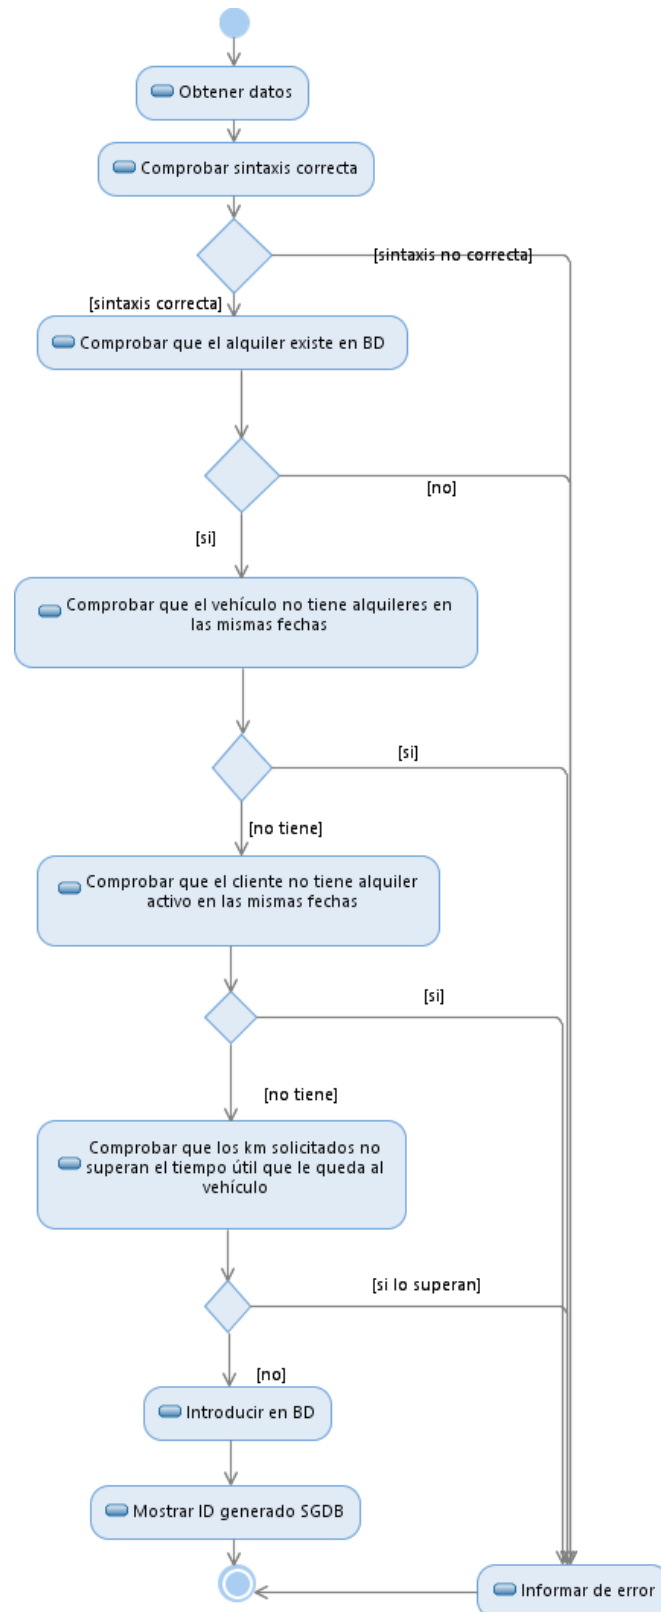 Obtener datos
Comprobar sintaxis correcta
[sintaxis no correcta]
[sintaxis correcta]
Comprobar que el alquiler existe en BD
[no]
[si]
Comprobar que el vehículo no tiene alquileres en
las mismas fechas
[si]
[no tiene]
Comprobar que el cliente no tiene alquiler
activo en las mismas fechas
[si]
[no tiene]
Comprobar que los km solicitados no
superan el tiempo útil que le queda al
vehículo
[si lo superan]
[no]
Introducir en BD
Mostrar ID generado SGDB
Informar de error